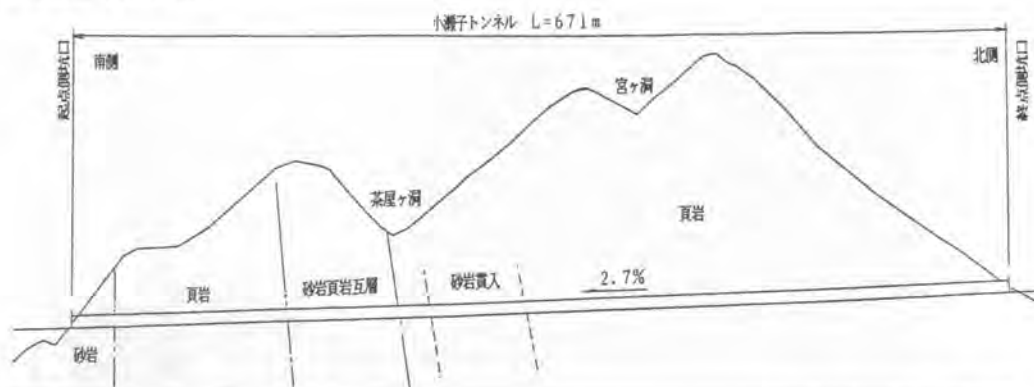 小瀬子トンネル L=671m
起点側坑口
南側
北側
終点側坑口
宮ヶ洞
茶屋ヶ洞
頁岩
頁岩
砂岩頁岩互層
砂岩貫入
2.7%
砂岩